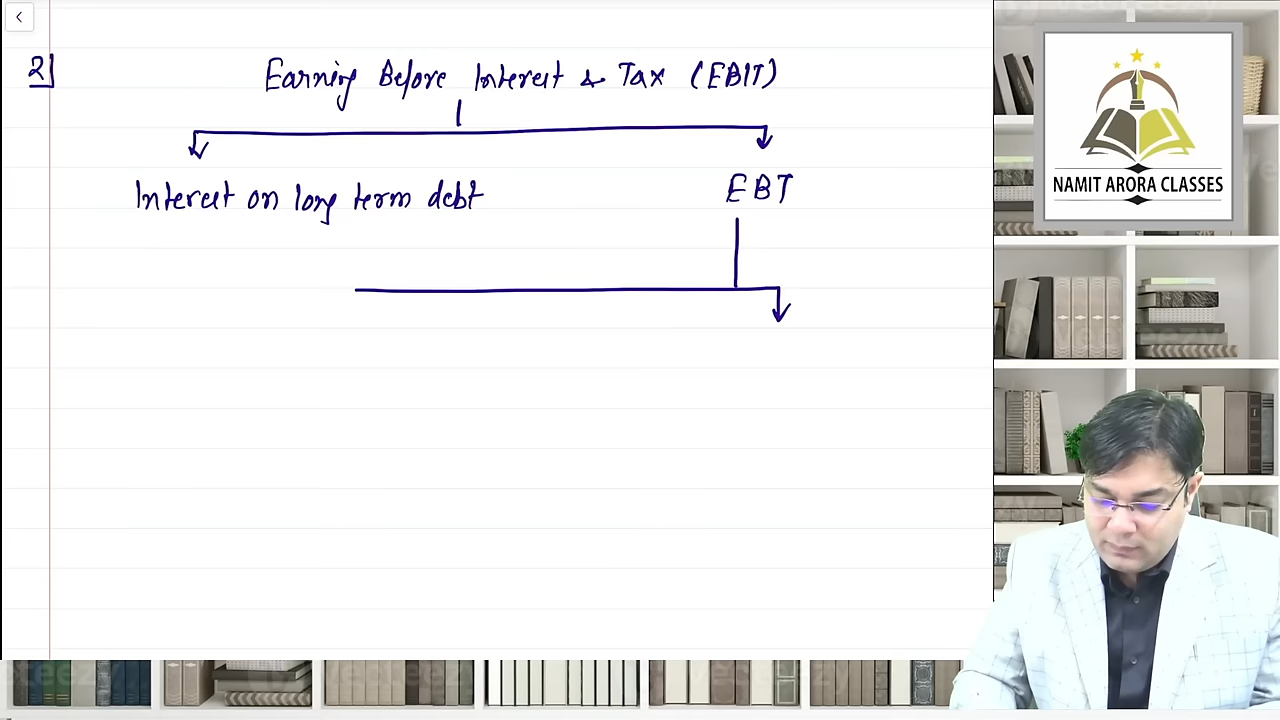 2]
Earning Before Interest & Tax (EBIT)
Interest on long term debt
EBT
NAMIT ARORA CLASSES